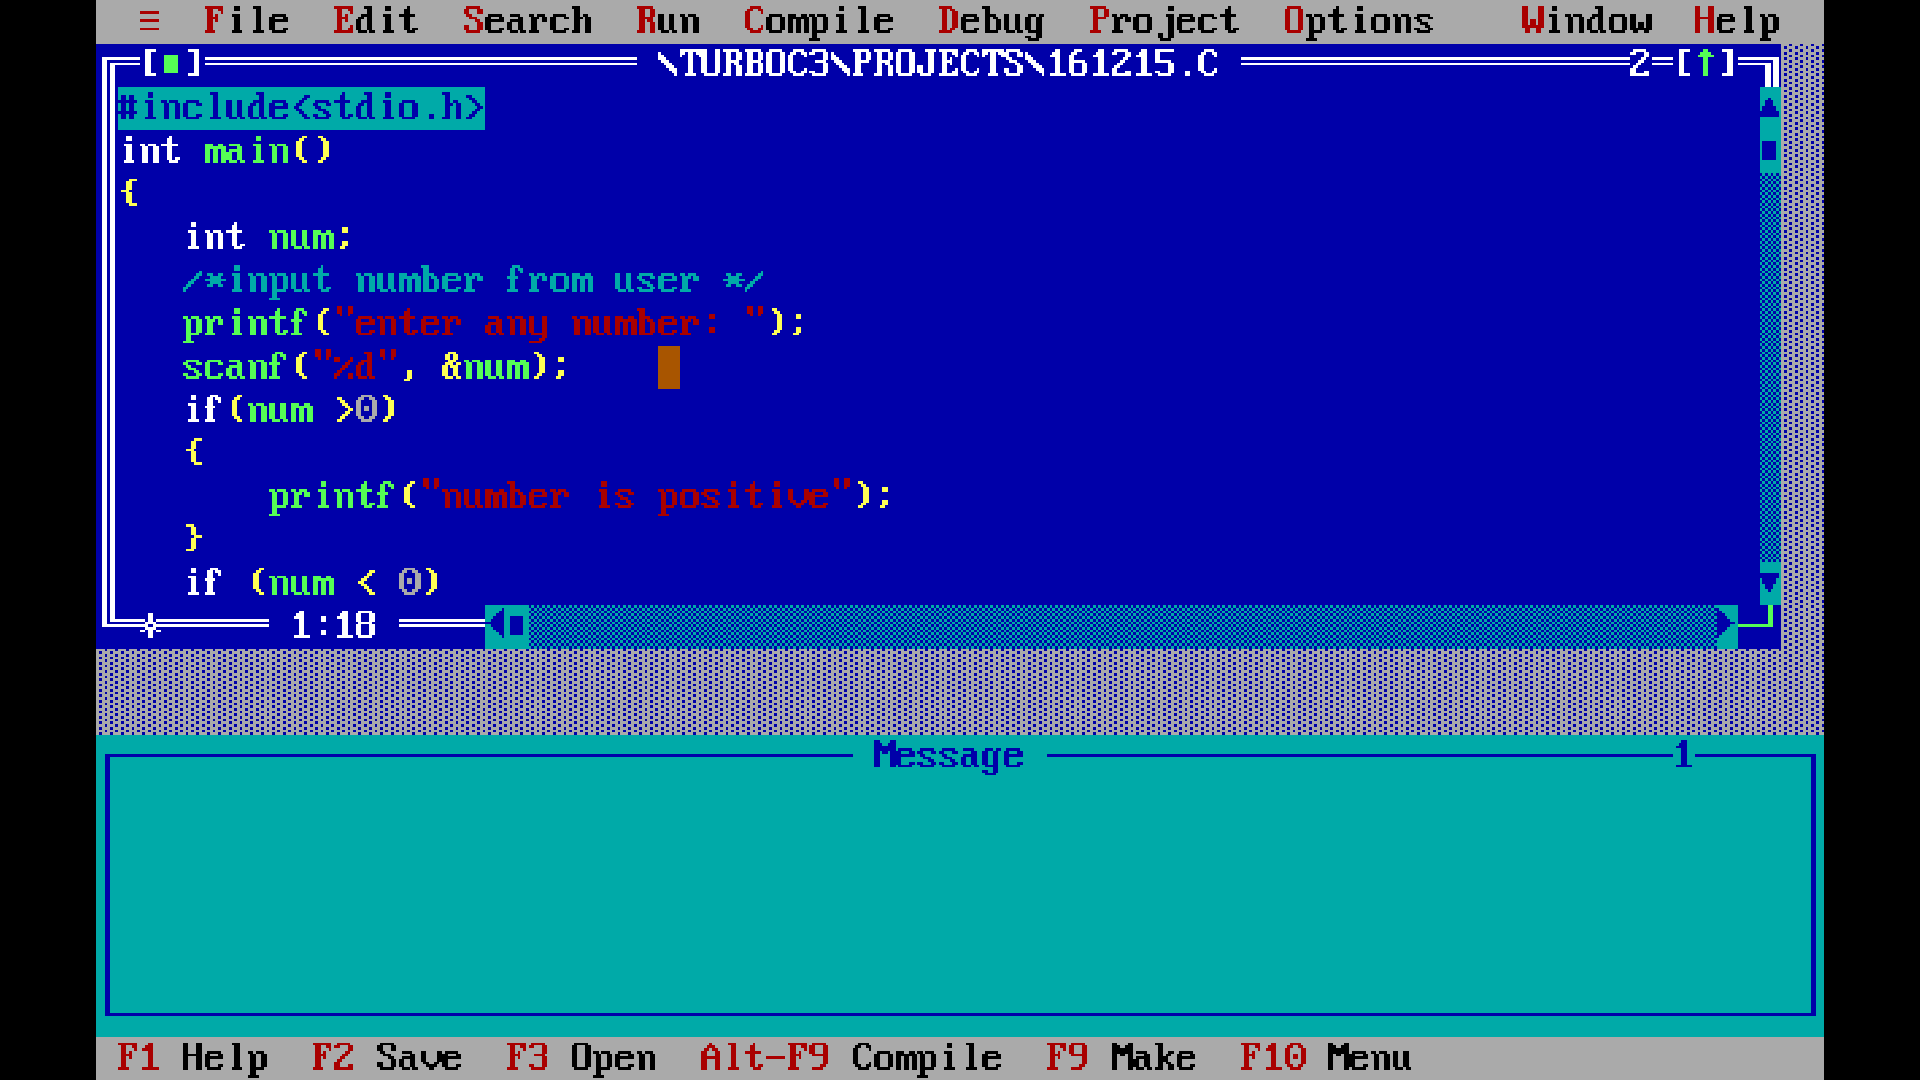 ≡ File Edit Search Run Compile Debug Project Options Window Help
[■] \TURBOC3\PROJECTS\161215.C 2=[↑]
#include<stdio.h>
int main()
{
int num;
/*input number from user */
printf("enter any number: ");
scanf("%d", &num);
if(num >0)
{
printf("number is positive");
}
if (num < 0)
1:18
Message 1
F1 Help F2 Save F3 Open Alt-F9 Compile F9 Make F10 Menu